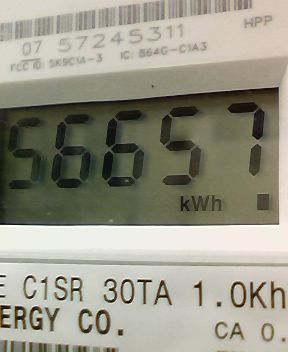 07 57245311
HPP
FCC ID: SK9C1A-3 IC: 864G-C1A3
56657
kWh
E C1SR 30TA 1.0Kh
ERGY CO.
CA 0.